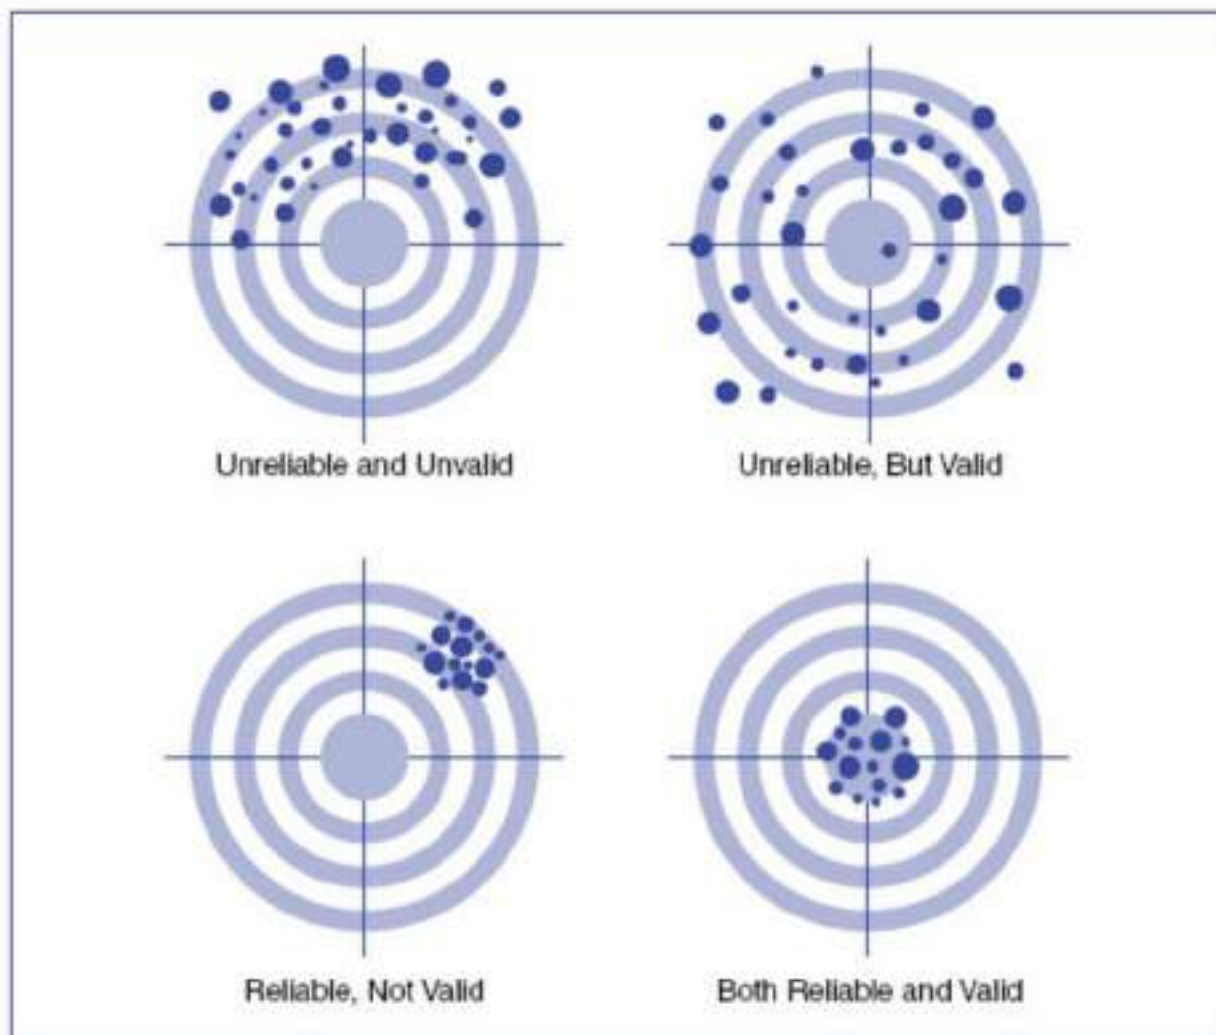 Unreliable and Unvalid
Unreliable, But Valid
Reliable, Not Valid
Both Reliable and Valid